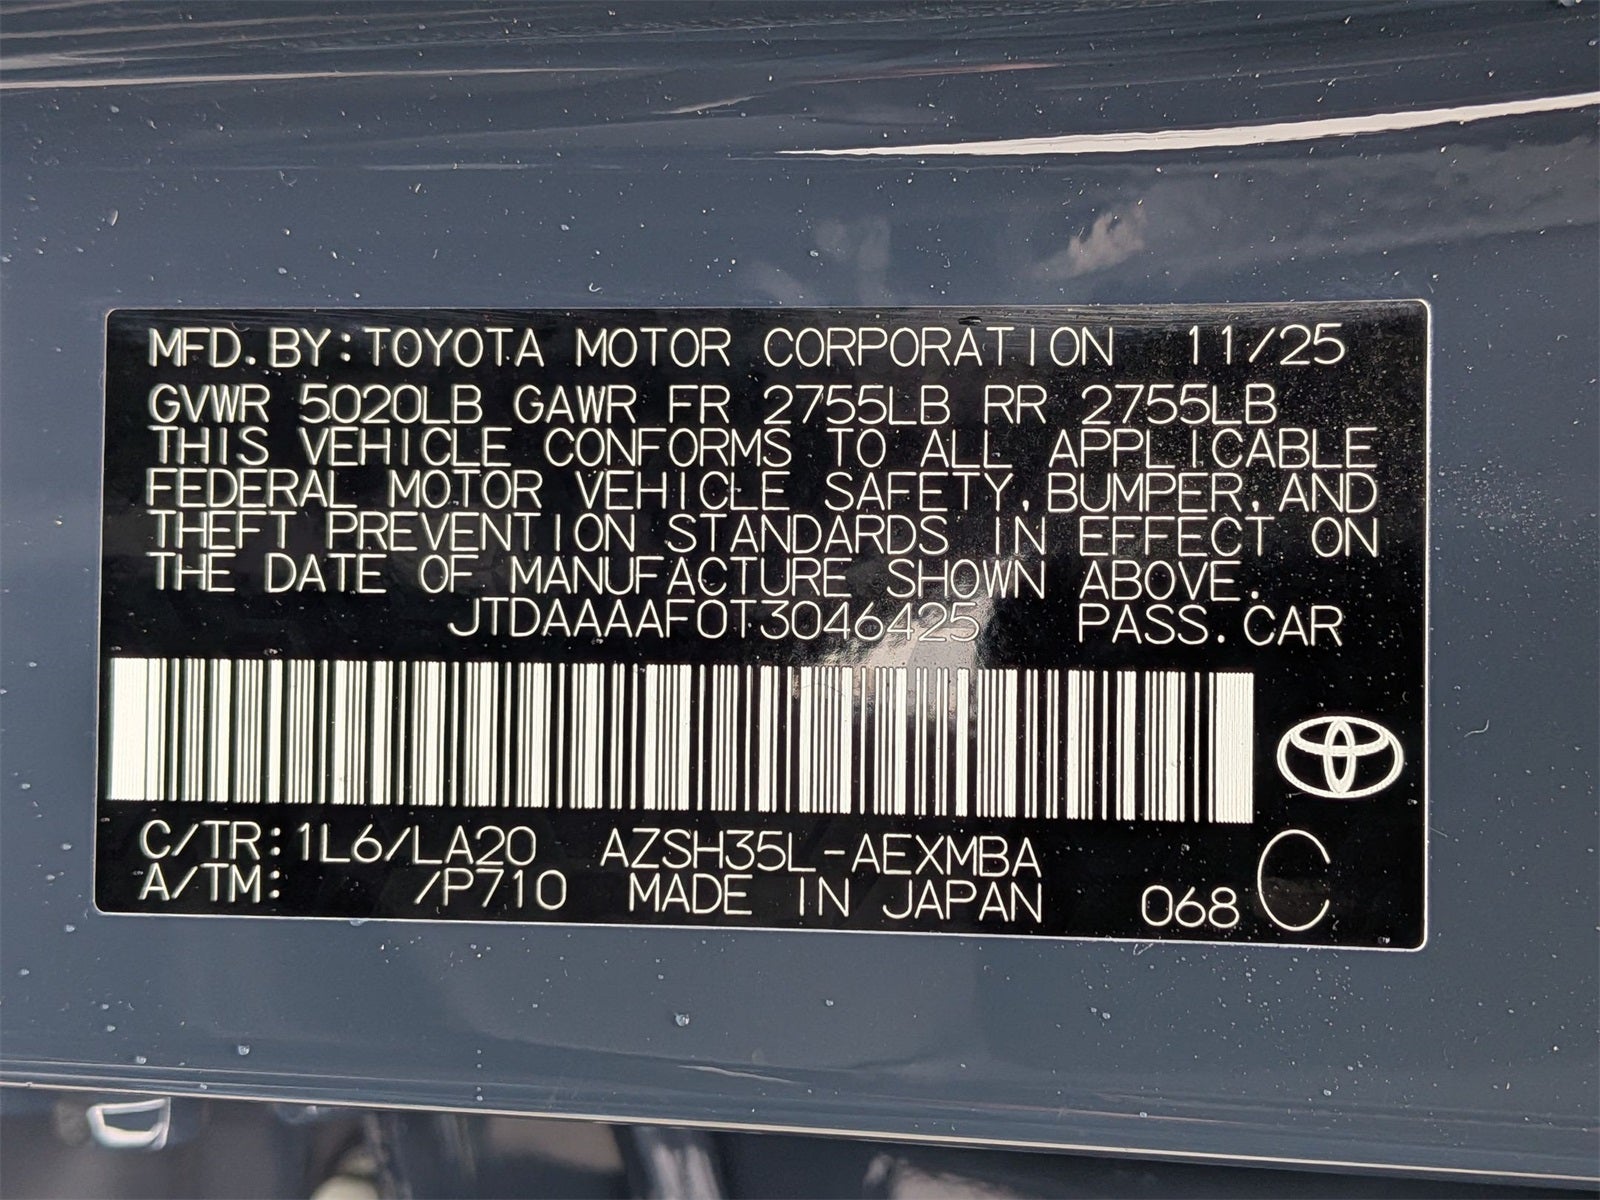 MFD.BY:TOYOTA MOTOR CORPORATION 11/25
GVWR 5020LB GAWR FR 2755LB RR 2755LB
THIS VEHICLE CONFORMS TO ALL APPLICABLE
FEDERAL MOTOR VEHICLE SAFETY,BUMPER,AND
THEFT PREVENTION STANDARDS IN EFFECT ON
THE DATE OF MANUFACTURE SHOWN ABOVE.
JTDAAAAF0T3046425 PASS.CAR
C/TR:1L6/LA20 AZSH35L-AEXMBA
A/TM: /P710 MADE IN JAPAN 068 C